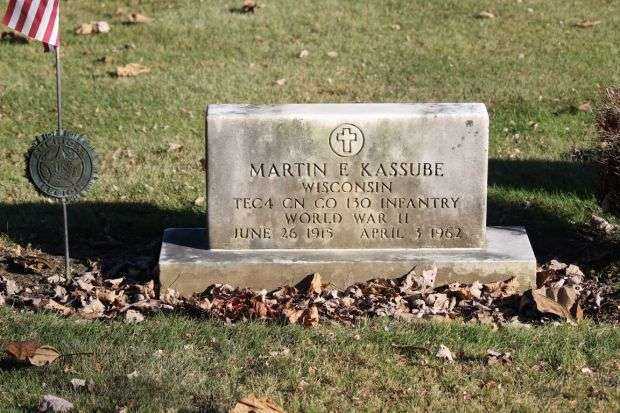 MARTIN E KASSUBE
WISCONSIN
TEC4 CN CO 130 INFANTRY
WORLD WAR II
JUNE 26 1915 APRIL 3 1962